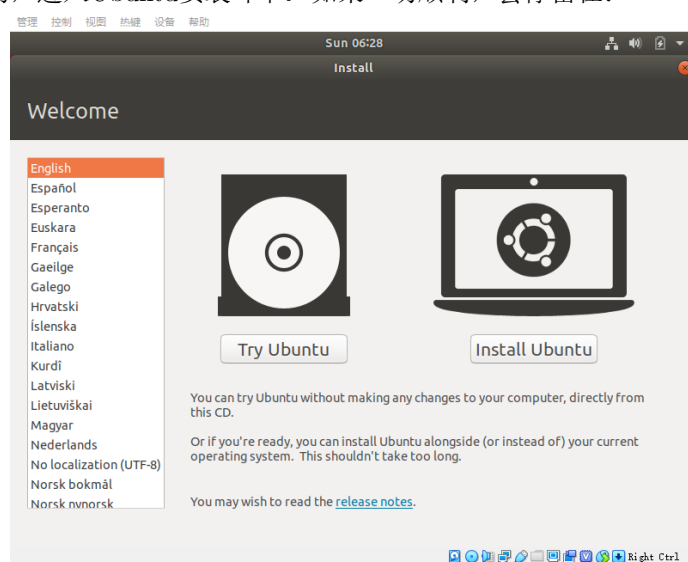 管理 控制 视图 热键 设备 帮助
Sun 06:28
Install
Welcome
English
Español
Esperanto
Euskara
Français
Gaeilge
Galego
Hrvatski
Íslenska
Italiano
Kurdî
Latviski
Lietuviškai
Magyar
Nederlands
No localization (UTF-8)
Norsk bokmål
Norsk nynorsk
Try Ubuntu
Install Ubuntu
You can try Ubuntu without making any changes to your computer, directly from
this CD.
Or if you're ready, you can install Ubuntu alongside (or instead of) your current
operating system. This shouldn't take too long.
You may wish to read the release notes.
Right Ctrl